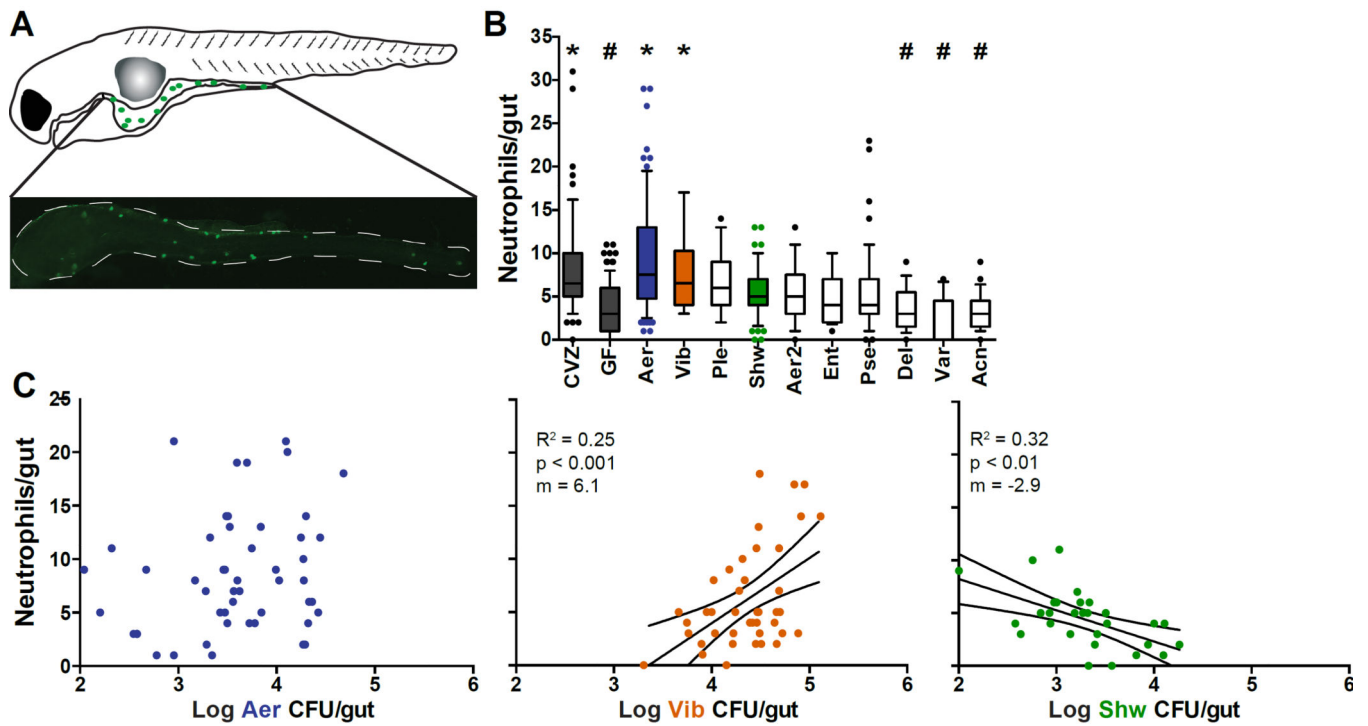 A
B
Neutrophils/gut
35
30
25
20
15
10
5
0
* # * * # # #
CVZ GF Aer Vib Ple Shw Aer2 Ent Pse Del Var Acn
C
Neutrophils/gut
25
20
15
10
5
0
2 3 4 5 6
Log Aer CFU/gut
R² = 0.25
p < 0.001
m = 6.1
2 3 4 5 6
Log Vib CFU/gut
R² = 0.32
p < 0.01
m = -2.9
2 3 4 5 6
Log Shw CFU/gut